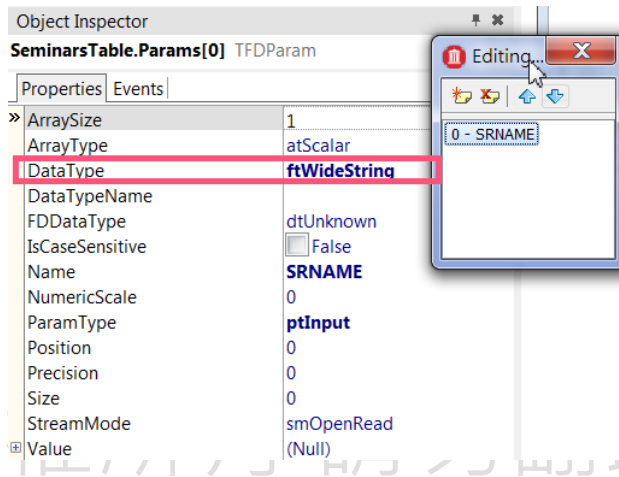 Object Inspector
SeminarsTable.Params[0] TFDParam
Properties Events
ArraySize 1
ArrayType atScalar
DataType ftWideString
DataTypeName
FDDataType dtUnknown
IsCaseSensitive False
Name SRNAME
NumericScale 0
ParamType ptInput
Position 0
Precision 0
Size 0
StreamMode smOpenRead
Value (Null)
Editing...
0 - SRNAME